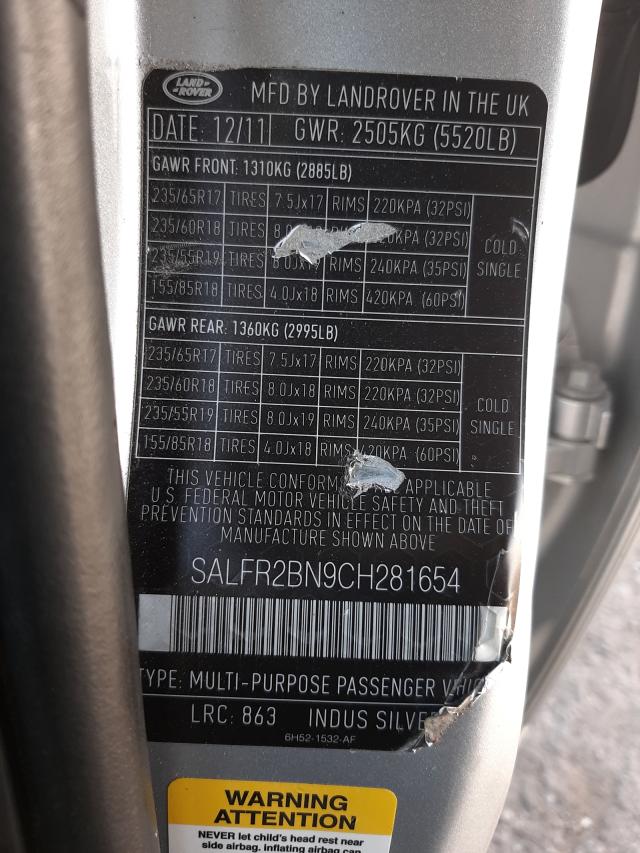 LAND ROVER
MFD BY LANDROVER IN THE UK
DATE: 12/11 GWR: 2505KG (5520LB)
GAWR FRONT: 1310KG (2885LB)
235/65R17 TIRES 7.5Jx17 RIMS 220KPA (32PSI)
235/60R18 TIRES (32PSI)
235/55R19 TIRES RIMS 240KPA (35PSI)
155/85R18 TIRES 4.0Jx18 RIMS 420KPA (60PSI)
COLD
SINGLE
GAWR REAR: 1360KG (2995LB)
235/65R17 TIRES 7.5Jx17 RIMS 220KPA (32PSI)
235/60R18 TIRES 8.0Jx18 RIMS 220KPA (32PSI)
235/55R19 TIRES 8.0Jx19 RIMS 240KPA (35PSI)
155/85R18 TIRES 4.0Jx18 RIMS 420KPA (60PSI)
COLD
SINGLE
THIS VEHICLE APPLICABLE
U.S. FEDERAL MOTOR VEHICLE SAFETY AND THEFT
PREVENTION STANDARDS IN EFFECT ON THE DATE OF
MANUFACTURE SHOWN ABOVE
SALFR2BN9CH281654
TYPE: MULTI-PURPOSE PASSENGER
LRC: 863 INDUS SILVER
6H52-1532-AF
WARNING
ATTENTION
NEVER let child's head rest near
side airbag. inflating airbag can